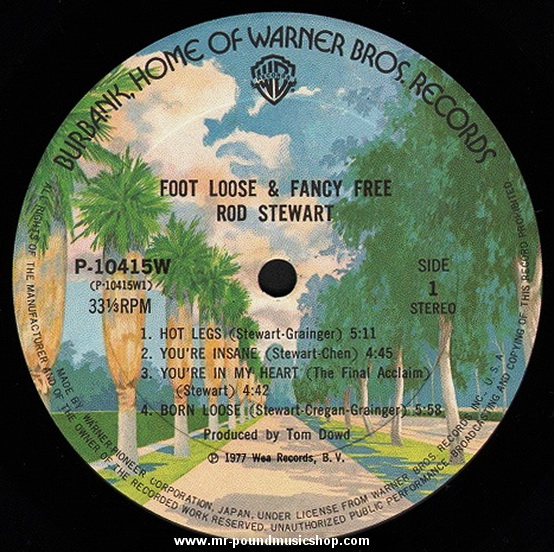 BURBANK, HOME OF WARNER BROS. RECORDS
FOOT LOOSE & FANCY FREE
ROD STEWART
P-10415W
(P-10415W1)
33⅓RPM
SIDE
1
STEREO
1. HOT LEGS (Stewart-Grainger) 5:11
2. YOU'RE INSANE (Stewart-Chen) 4:45
3. YOU'RE IN MY HEART (The Final Acclaim)
(Stewart) 4:42
4. BORN LOOSE (Stewart-Cregan-Grainger) 5:58
Produced by Tom Dowd
℗ 1977 Wea Records, B. V.
MADE BY WARNER-PIONEER CORPORATION, JAPAN, UNDER LICENSE FROM WARNER BROS. RECORDS INC., U.S.A.
ALL RIGHTS OF THE MANUFACTURER AND OF THE OWNER OF THE RECORDED WORK RESERVED. UNAUTHORIZED PUBLIC PERFORMANCE, BROADCASTING AND COPYING OF THIS RECORD PROHIBITED.
www.mr-poundmusicshop.com